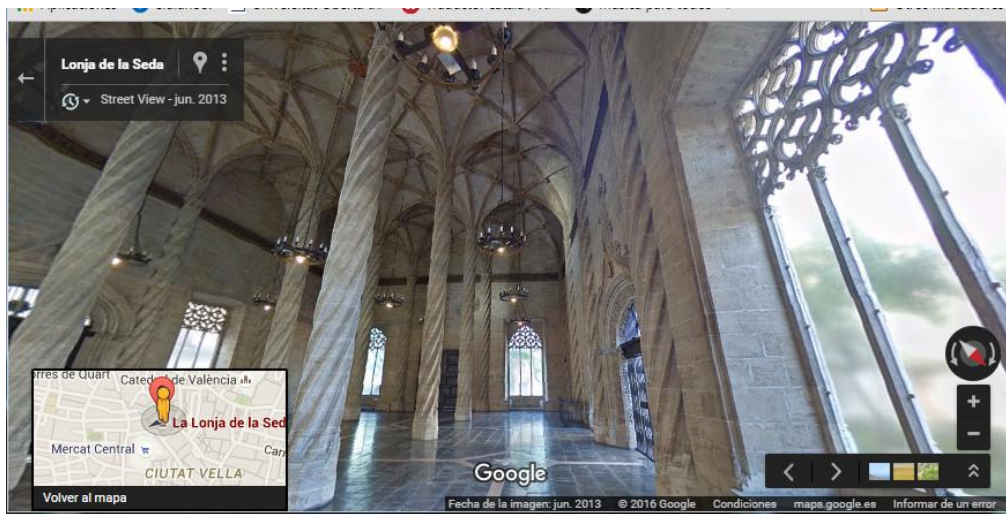 Lonja de la Seda
Street View - jun. 2013
Catedral de València
La Lonja de la Sed
Mercat Central
CIUTAT VELLA
Volver al mapa
Google
Fecha de la imagen: jun. 2013 © 2016 Google Condiciones maps.google.es Informar de un error